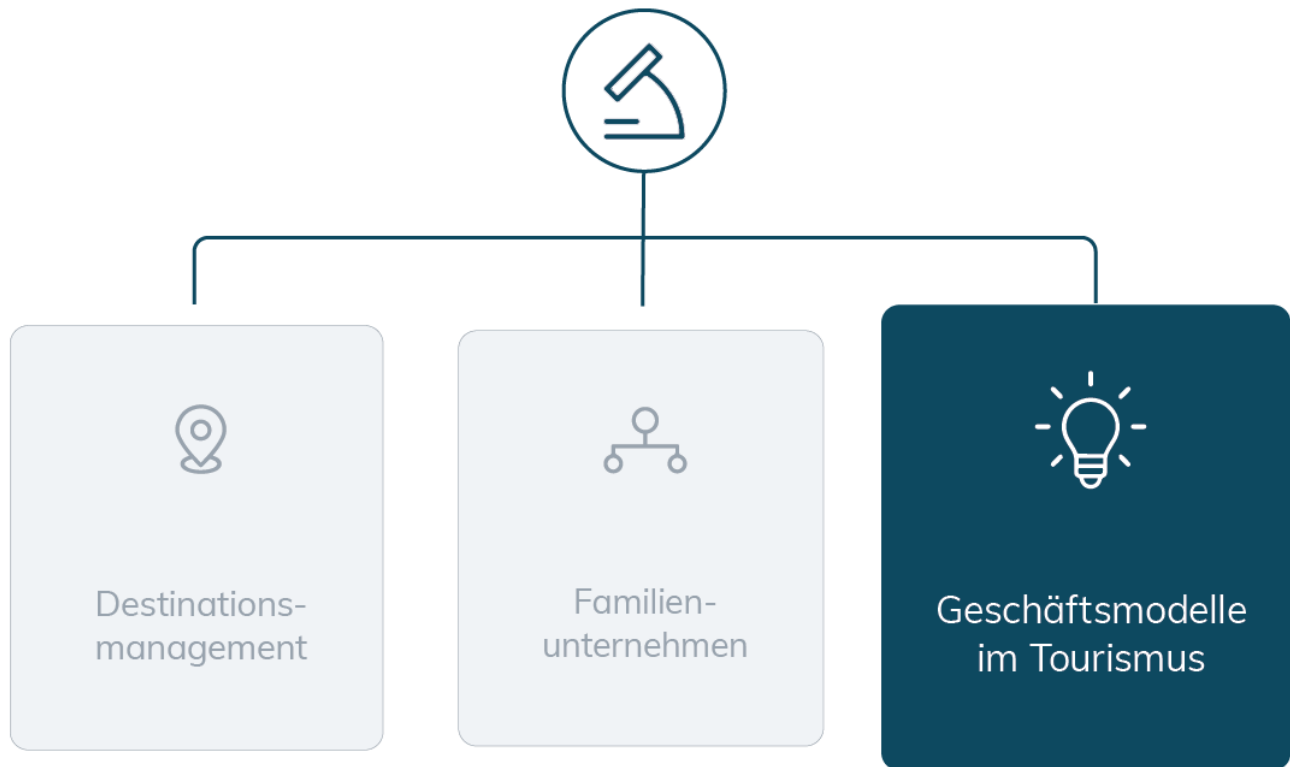 Destinations-
management
Familien-
unternehmen
Geschäftsmodelle
im Tourismus